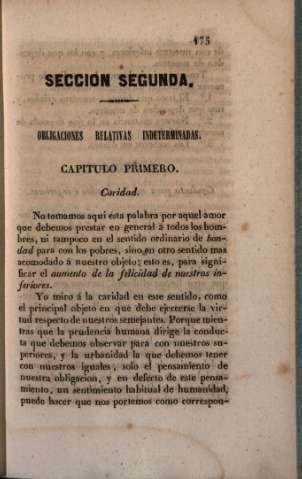 175
SECCIÓN SEGUNDA.
OBLIGACIONES RELATIVAS INDETERMINADAS.
CAPITULO PRIMERO.
Caridad.
No tomamos aquí esta palabra por aquel amor
que debemos prestar en general á todos los hom-
bres, ni tampoco en el sentido ordinario de bon-
dad para con los pobres, sino en otro sentido mas
acomodado á nuestro objeto; esto es, para signi-
ficar el aumento de la felicidad de nuestros in-
feriores.
Yo miro á la caridad en este sentido, como
el principal objeto en que debe ejercerse la vir-
tud respecto de nuestros semejantes. Porque mien-
tras que la prudencia humana dirige la conduc-
ta que debemos observar para con nuestros su-
periores, y la urbanidad la que debemos tener
con nuestros iguales, solo el pensamiento de
nuestra obligacion, y en defecto de este pensa-
miento, un sentimiento habitual de humanidad,
puede hacer que nos portemos como correspon-